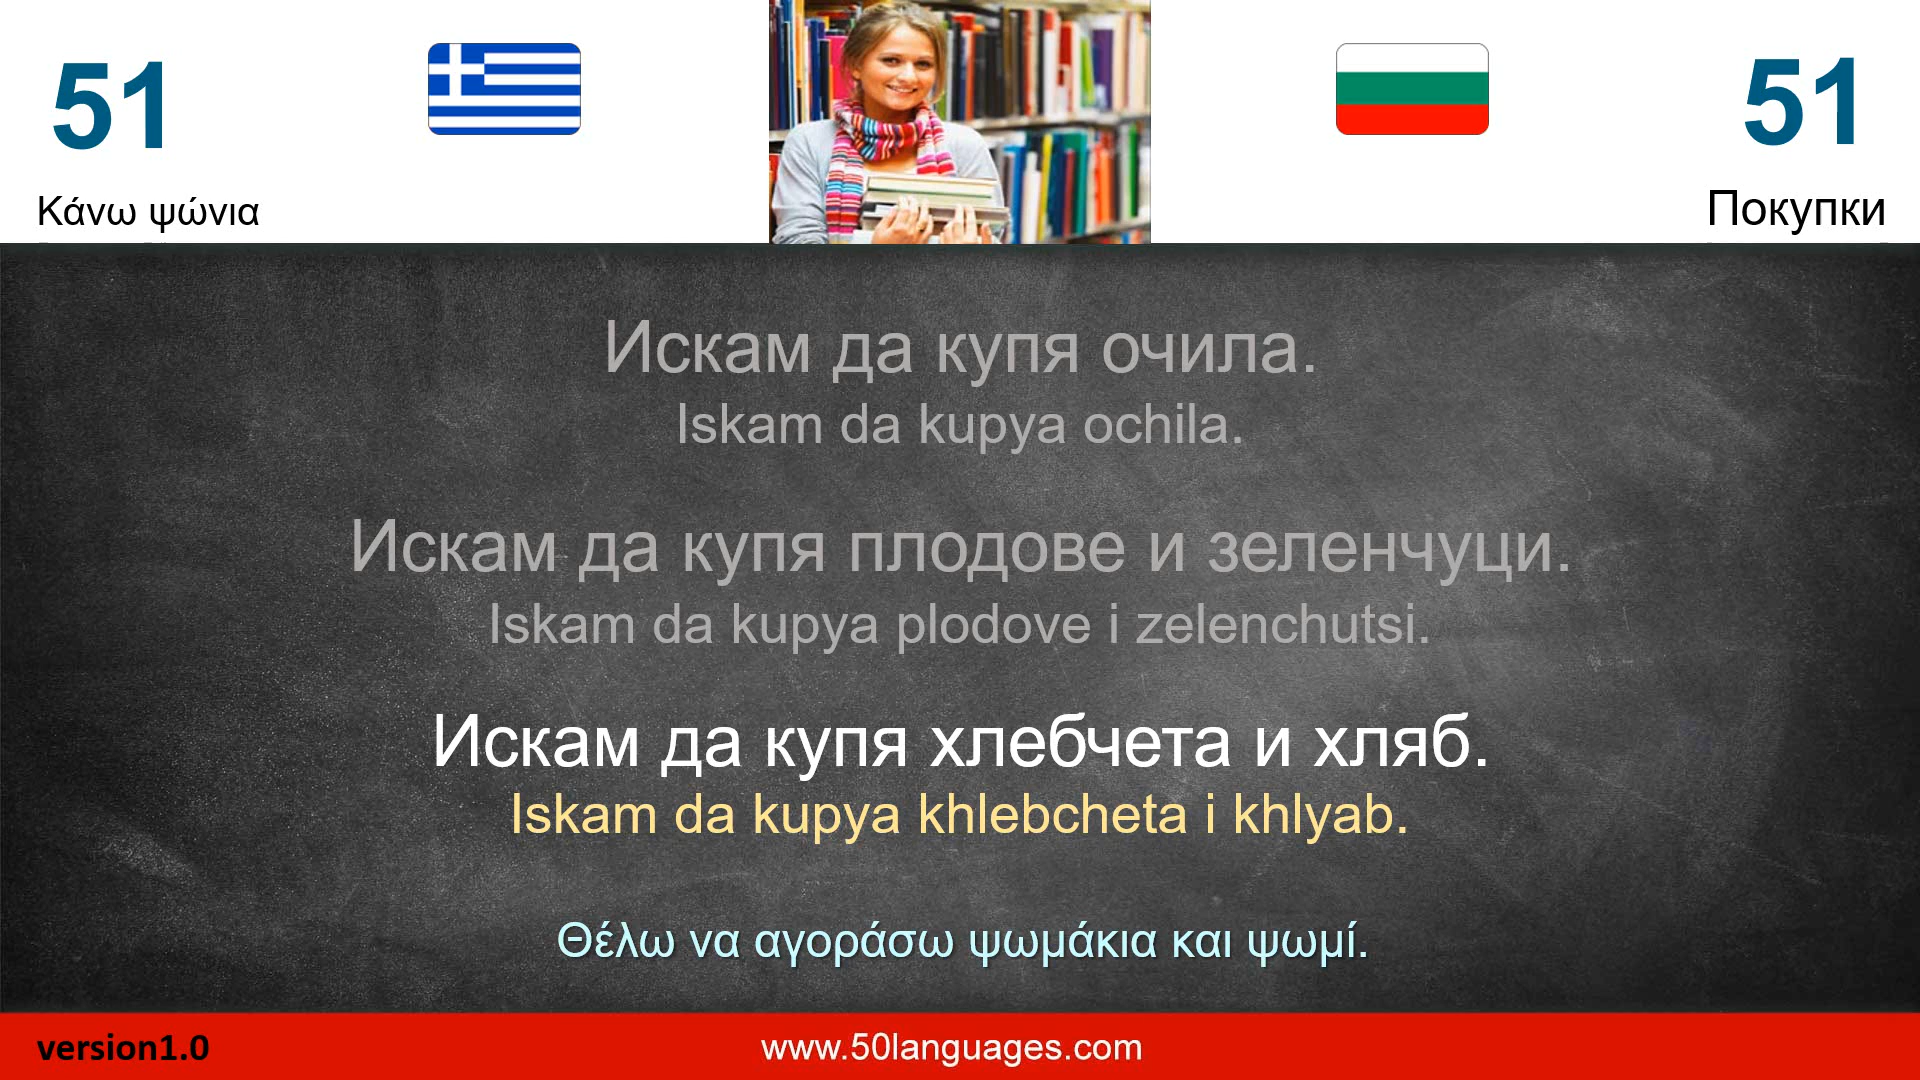 51
51
Κάνω ψώνια
Покупки
Искам да купя очила.
Iskam da kupya ochila.
Искам да купя плодове и зеленчуци.
Iskam da kupya plodove i zelenchutsi.
Искам да купя хлебчета и хляб.
Iskam da kupya khlebcheta i khlyab.
Θέλω να αγοράσω ψωμάκια και ψωμί.
version1.0
www.50languages.com